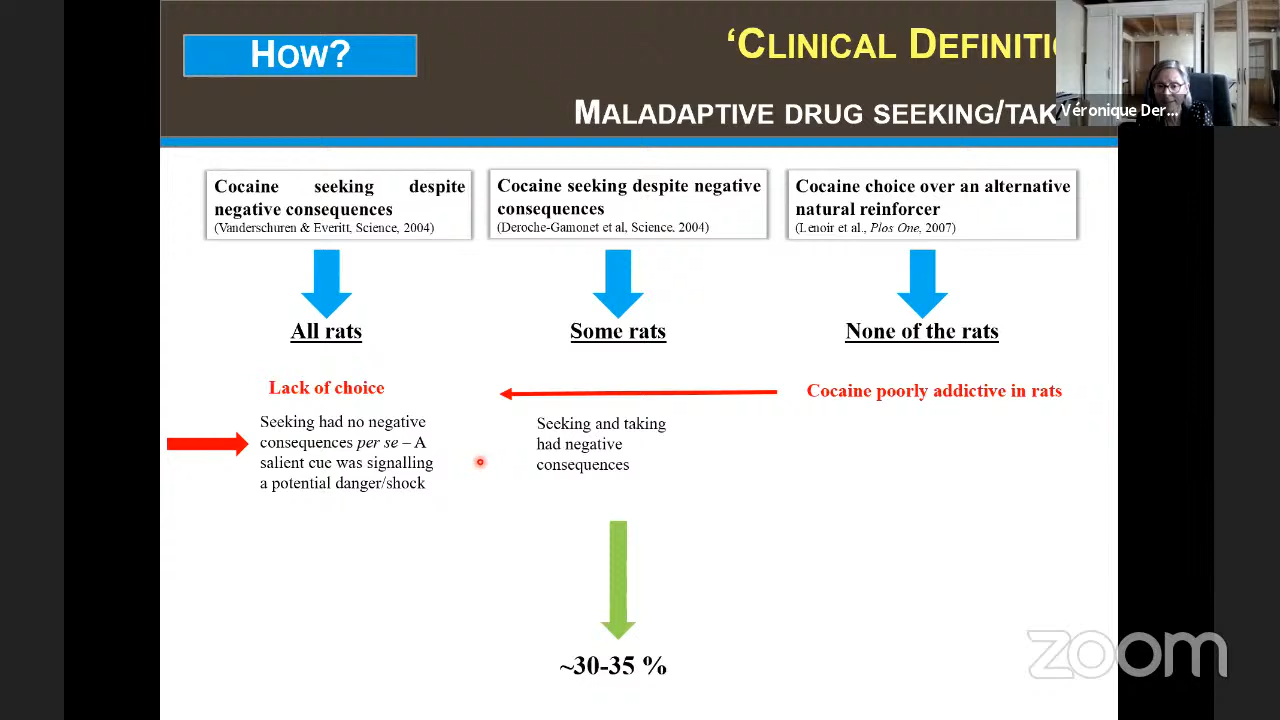 HOW?
‘CLINICAL DEFINITI
MALADAPTIVE DRUG SEEKING/TAK
Véronique Der...
Cocaine seeking despite
negative consequences
(Vanderschuren & Everitt, Science, 2004)
Cocaine seeking despite negative
consequences
(Deroche-Gamonet et al, Science, 2004)
Cocaine choice over an alternative
natural reinforcer
(Lenoir et al., Plos One, 2007)
All rats
Some rats
None of the rats
Lack of choice
Cocaine poorly addictive in rats
Seeking had no negative
consequences per se – A
salient cue was signalling
a potential danger/shock
Seeking and taking
had negative
consequences
~30-35 %
zoom